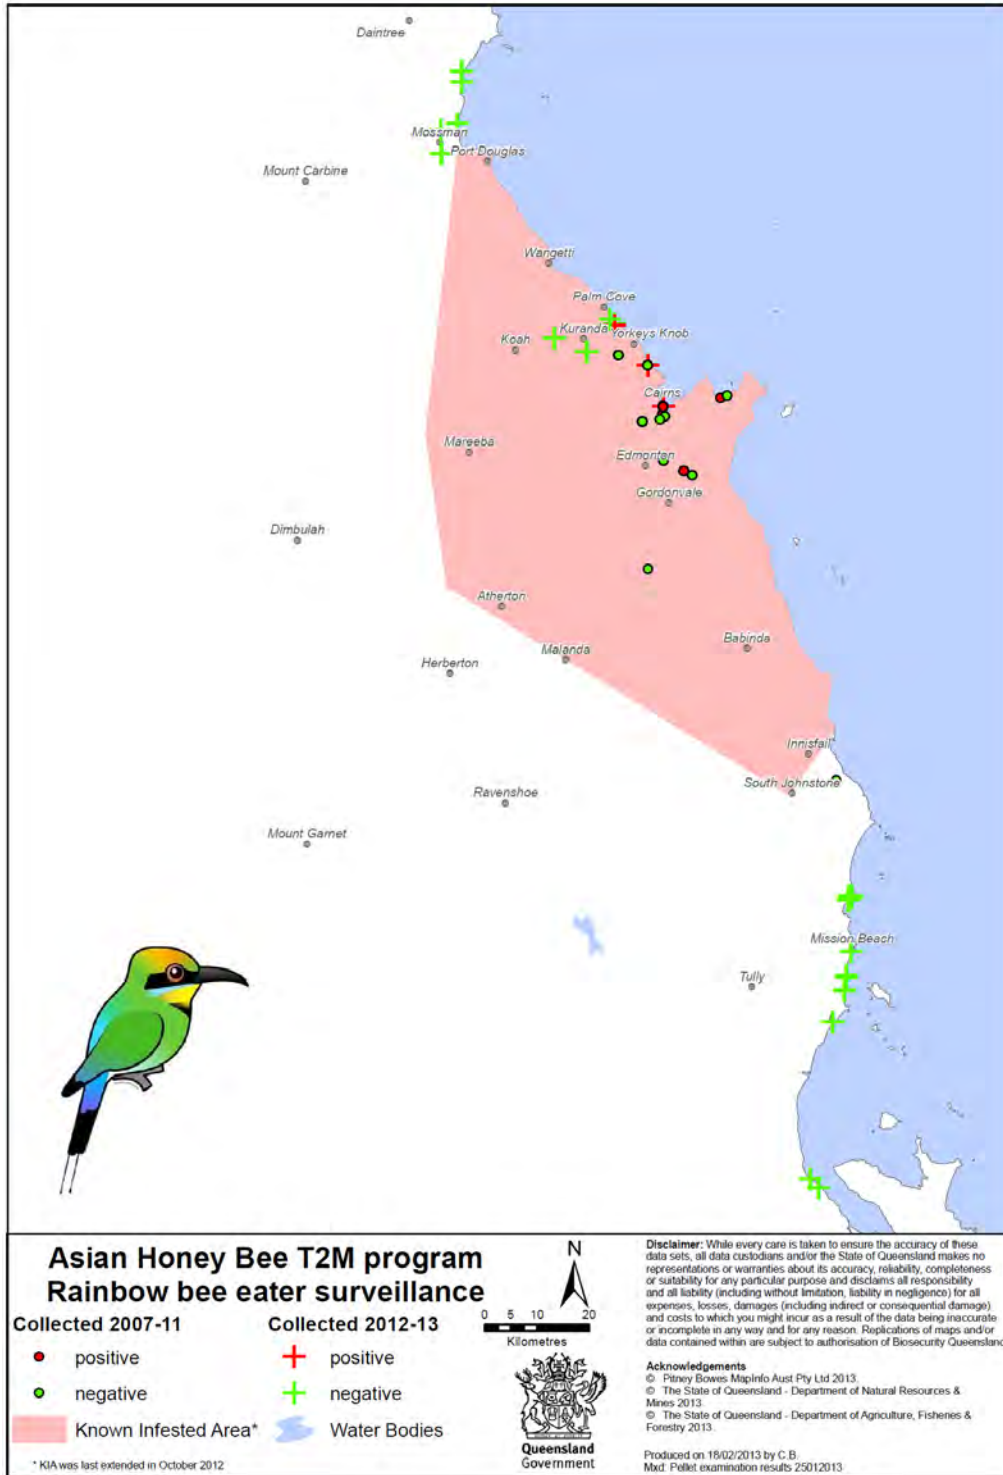 Daintree
Mossman
Port Douglas
Mount Carbine
Wangetti
Palm Cove
Kuranda
Yorkeys Knob
Koah
Cairns
Mareeba
Edmonton
Gordonvale
Dimbulah
Atherton
Babinda
Malanda
Herberton
Innisfail
South Johnstone
Ravenshoe
Mount Garnet
Mission Beach
Tully
Asian Honey Bee T2M program
Rainbow bee eater surveillance
Collected 2007-11
positive
negative
Known Infested Area*
* KIA was last extended in October 2012
Collected 2012-13
positive
negative
Water Bodies
N
0 5 10 20
Kilometres
Queensland
Government
Disclaimer: While every care is taken to ensure the accuracy of these
data sets, all data custodians and/or the State of Queensland makes no
representations or warranties about its accuracy, reliability, completeness
or suitability for any particular purpose and disclaims all responsibility
and all liability (including without limitation, liability in negligence) for all
expenses, losses, damages (including indirect or consequential damage)
and costs to which you might incur as a result of the data being inaccurate
or incomplete in any way and for any reason. Replications of maps and/or
data contained within are subject to authorisation of Biosecurity Queensland
Acknowledgements
© Pitney Bowes MapInfo Aust Pty Ltd 2013.
© The State of Queensland - Department of Natural Resources &
Mines 2013.
© The State of Queensland - Department of Agriculture, Fisheries &
Forestry 2013.
Produced on 18/02/2013 by C.B.
Mxd: Pellet examination results 25012013